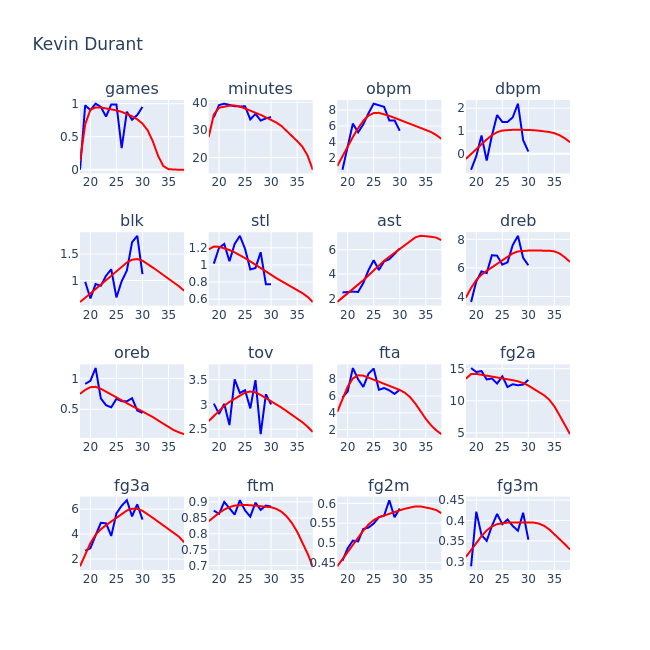 Kevin Durant
games minutes obpm dbpm
1 0.5 0 20 25 30 35
40 30 20 20 25 30 35
8 6 4 2 20 25 30 35
2 1 0 20 25 30 35
blk stl ast dreb
1.5 1 20 25 30 35
1.2 1 0.8 0.6 20 25 30 35
6 4 2 20 25 30 35
8 6 4 20 25 30 35
oreb tov fta fg2a
1 0.5 20 25 30 35
3.5 3 2.5 20 25 30 35
8 6 4 2 20 25 30 35
15 10 5 20 25 30 35
fg3a ftm fg2m fg3m
6 4 2 20 25 30 35
0.9 0.85 0.8 0.75 0.7 20 25 30 35
0.6 0.55 0.5 0.45 20 25 30 35
0.45 0.4 0.35 0.3 20 25 30 35